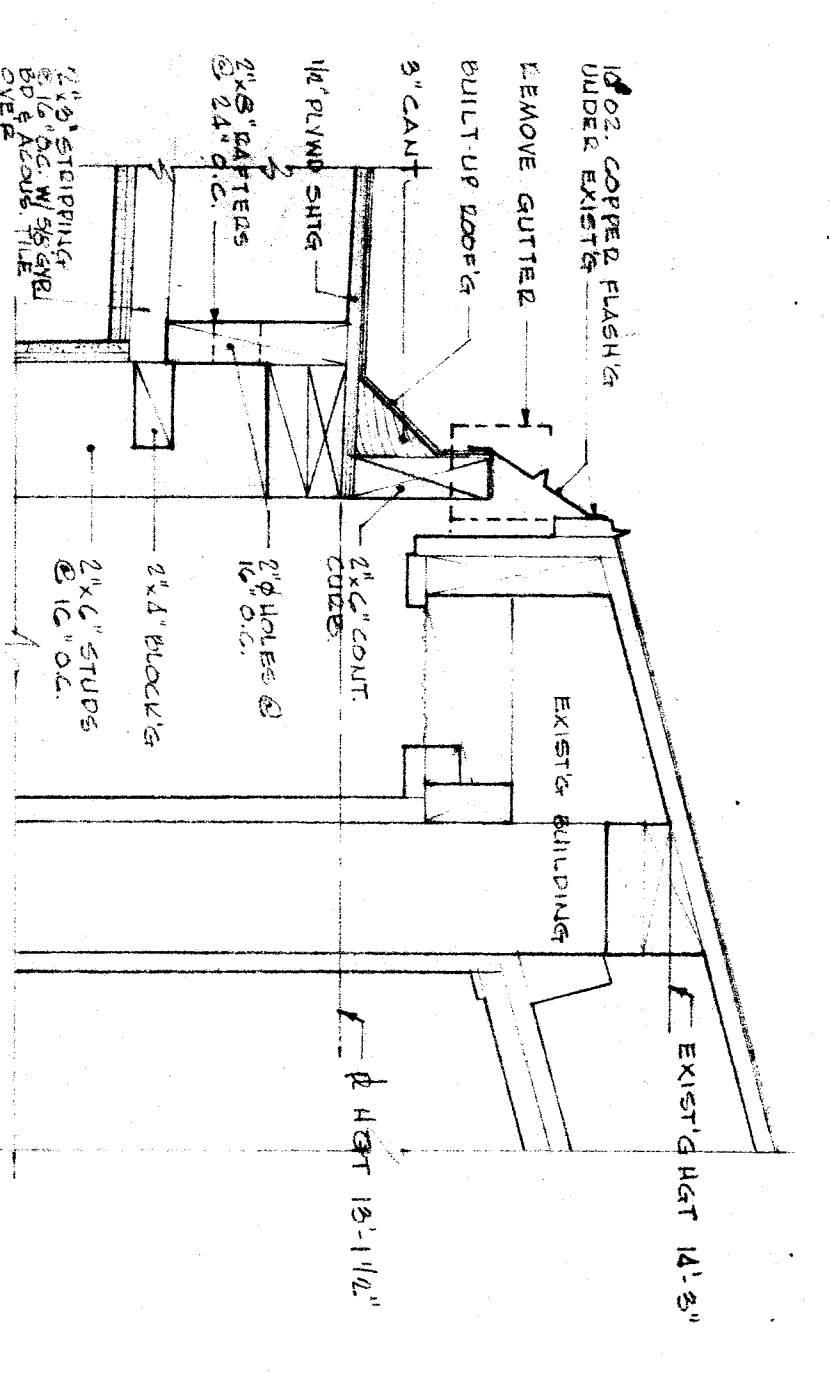 16 OZ. COPPER FLASH'G
UNDER EXIST'G
REMOVE GUTTER
BUILT-UP ROOF'G
3" CANT
1/2" PLYWD SHTG
2"x8" RAFTERS
@ 24" O.C.
STRIPPING
@ 16" O.C. W/ 5/8 GYP.
BD & ACOUS. TILE
OVER
2"x6" CONT.
CURB.
2"φ HOLES @
16" O.C.
2"x4" BLOCK'G
2"x6" STUDS
@ 16" O.C.
EXIST'G BUILDING
EXIST'G HGT 14'-3"
PL HGT 13'-1 1/2"